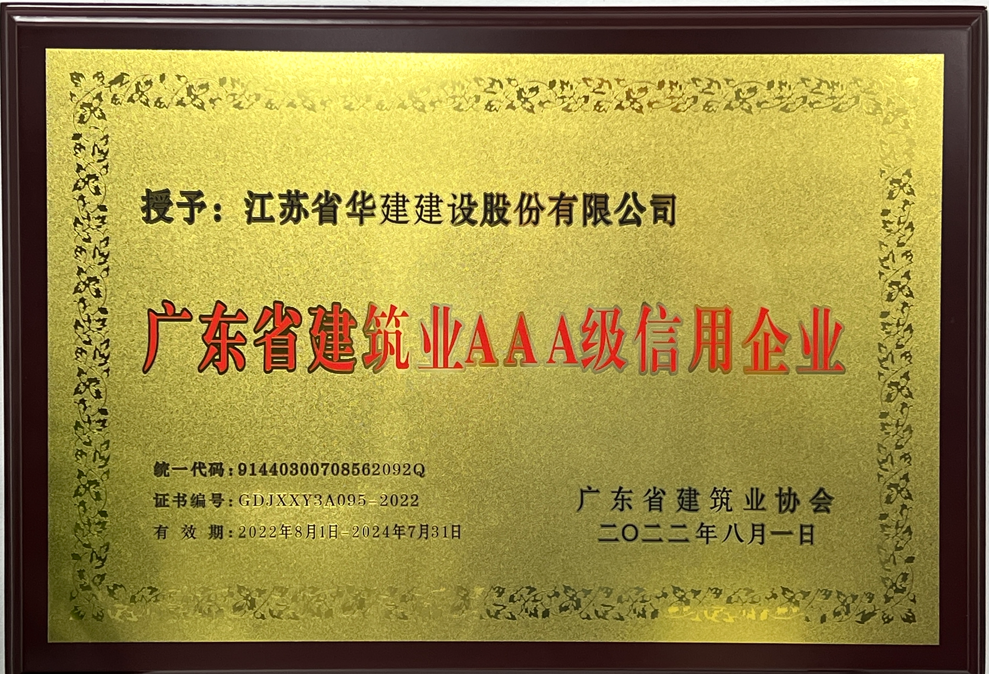 授予：江苏省华建建设股份有限公司
广东省建筑业AAA级信用企业
统一代码：91440300708562092Q
证书编号：GDJXXY3A095-2022
有 效 期：2022年8月1日-2024年7月31日
广东省建筑业协会
二〇二二年八月一日